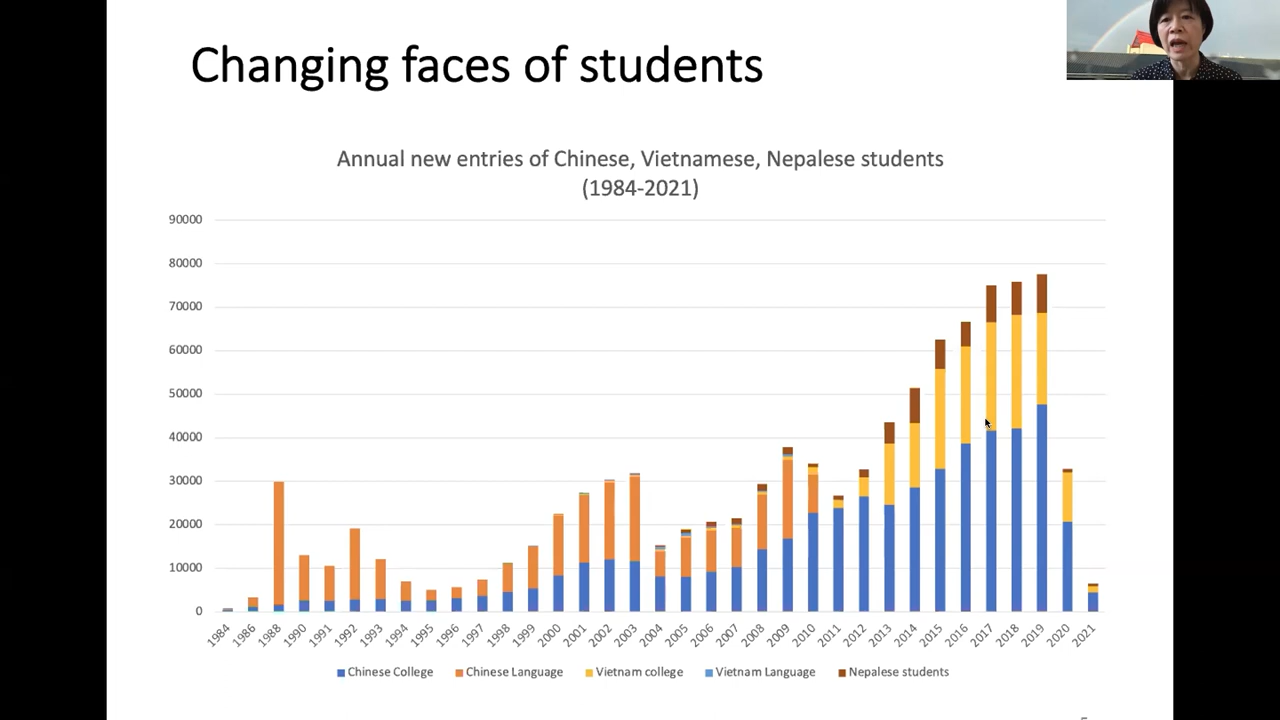 Changing faces of students
Annual new entries of Chinese, Vietnamese, Nepalese students
(1984-2021)
90000
80000
70000
60000
50000
40000
30000
20000
10000
0
1984 1986 1988 1990 1991 1992 1993 1994 1995 1996 1997 1998 1999 2000 2001 2002 2003 2004 2005 2006 2007 2008 2009 2010 2011 2012 2013 2014 2015 2016 2017 2018 2019 2020 2021
Chinese College Chinese Language Vietnam college Vietnam Language Nepalese students